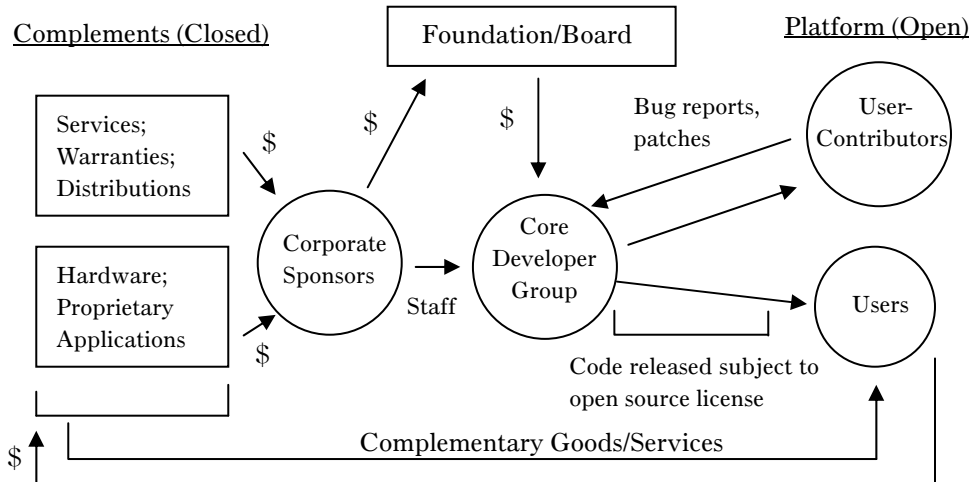 Complements (Closed)
Foundation/Board
Platform (Open)
Services;
Warranties;
Distributions
$
$
$
Bug reports,
patches
User-
Contributors
Hardware;
Proprietary
Applications
$
Corporate
Sponsors
Staff
Core
Developer
Group
Users
Code released subject to
open source license
$
Complementary Goods/Services